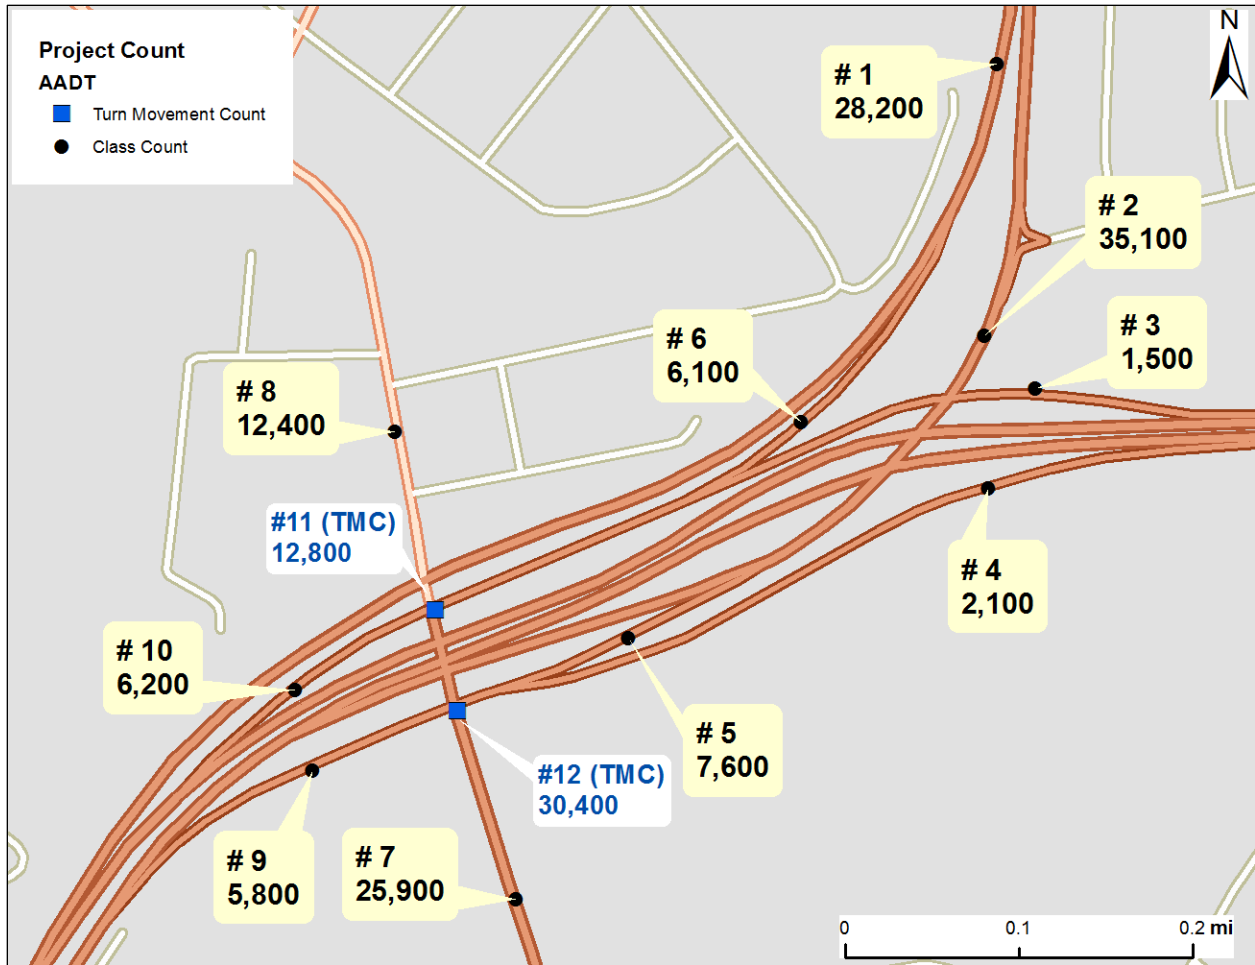 Project Count
AADT
Turn Movement Count
Class Count
N
# 1
28,200
# 2
35,100
# 3
1,500
# 6
6,100
# 8
12,400
#11 (TMC)
12,800
# 4
2,100
# 10
6,200
# 5
7,600
#12 (TMC)
30,400
# 9
5,800
# 7
25,900
0 0.1 0.2 mi